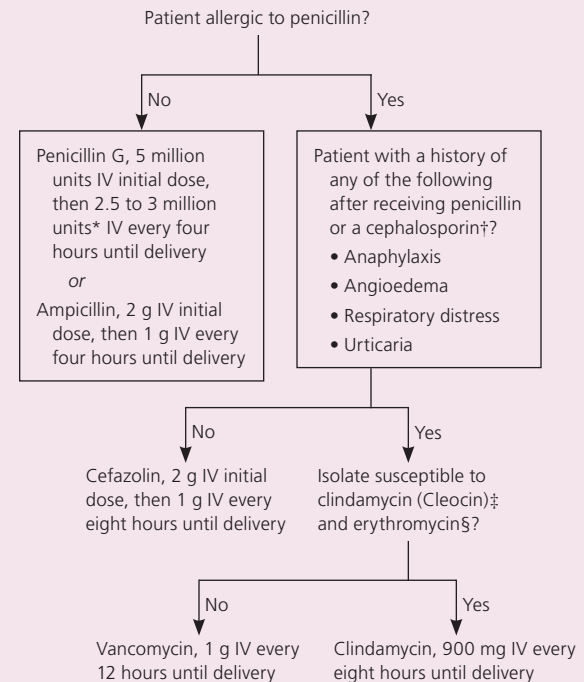 Patient allergic to penicillin?
No
Yes
Penicillin G, 5 million
units IV initial dose,
then 2.5 to 3 million
units* IV every four
hours until delivery
or
Ampicillin, 2 g IV initial
dose, then 1 g IV every
four hours until delivery
Patient with a history of
any of the following
after receiving penicillin
or a cephalosporin†?
• Anaphylaxis
• Angioedema
• Respiratory distress
• Urticaria
No
Yes
Cefazolin, 2 g IV initial
dose, then 1 g IV every
eight hours until delivery
Isolate susceptible to
clindamycin (Cleocin)‡
and erythromycin§?
No
Yes
Vancomycin, 1 g IV every
12 hours until delivery
Clindamycin, 900 mg IV every
eight hours until delivery